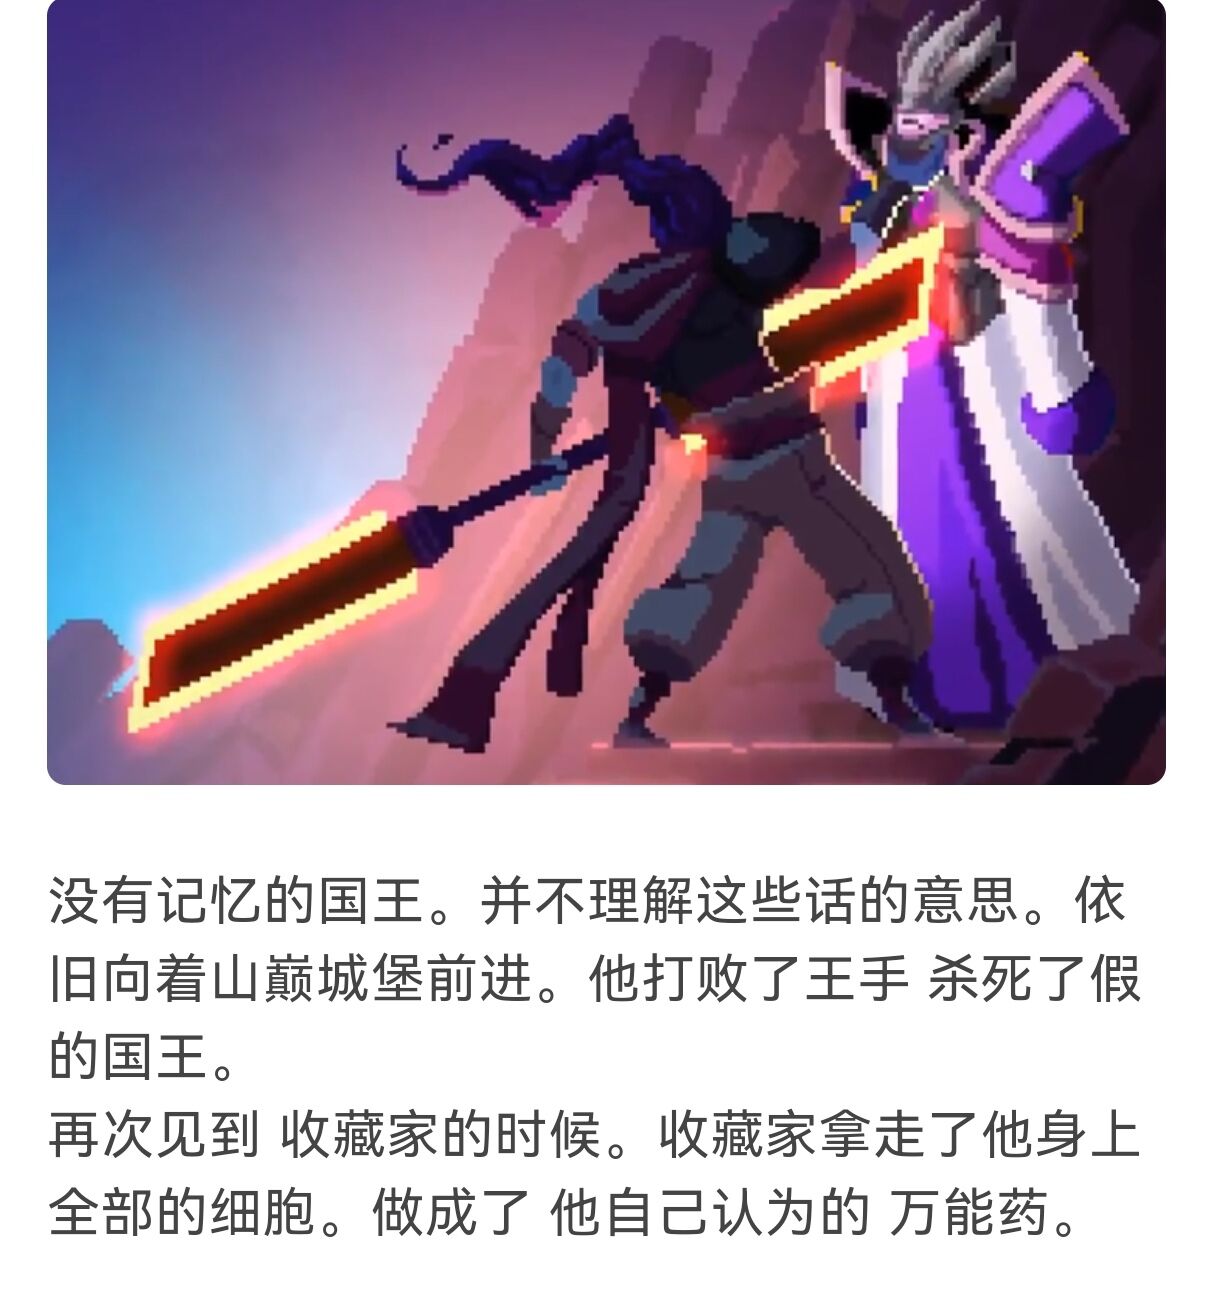 没有记忆的国王。并不理解这些话的意思。依
旧向着山巅城堡前进。他打败了王手 杀死了假
的国王。
再次见到 收藏家的时候。收藏家拿走了他身上
全部的细胞。做成了 他自己认为的 万能药。